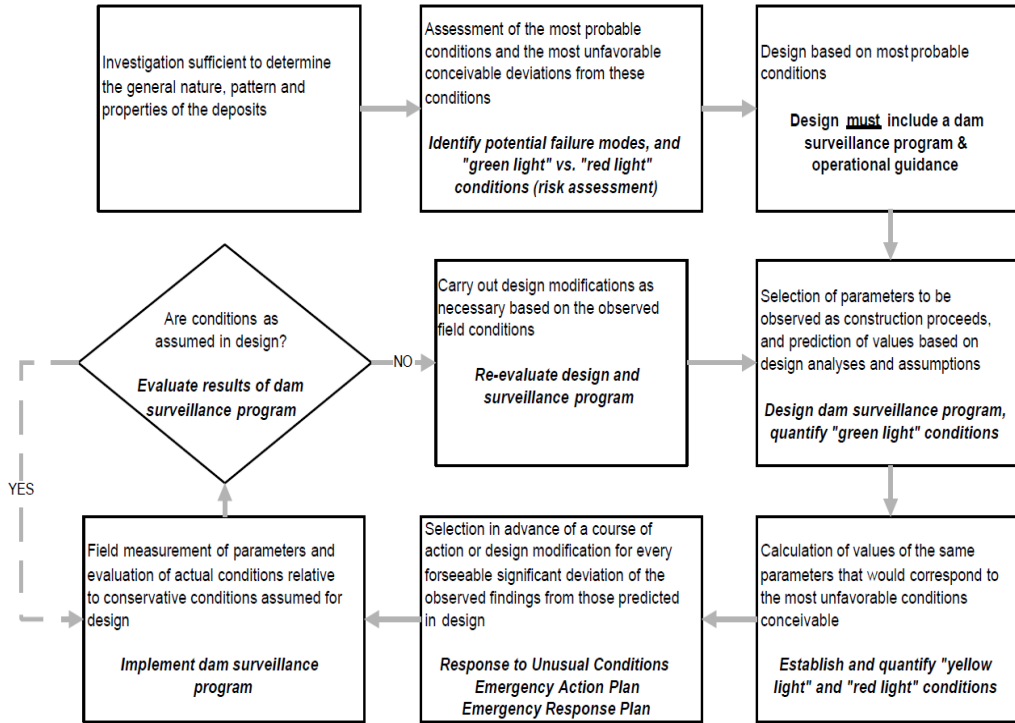 Investigation sufficient to determine
the general nature, pattern and
properties of the deposits
Assessment of the most probable
conditions and the most unfavorable
conceivable deviations from these
conditions
Identify potential failure modes, and
"green light" vs. "red light"
conditions (risk assessment)
Design based on most probable
conditions
Design must include a dam
surveillance program &
operational guidance
Selection of parameters to be
observed as construction proceeds,
and prediction of values based on
design analyses and assumptions
Design dam surveillance program,
quantify "green light" conditions
Calculation of values of the same
parameters that would correspond to
the most unfavorable conditions
conceivable
Establish and quantify "yellow
light" and "red light" conditions
Selection in advance of a course of
action or design modification for every
forseeable significant deviation of the
observed findings from those predicted
in design
Response to Unusual Conditions
Emergency Action Plan
Emergency Response Plan
Field measurement of parameters and
evaluation of actual conditions relative
to conservative conditions assumed for
design
Implement dam surveillance
program
Are conditions as
assumed in design?
Evaluate results of dam
surveillance program
YES
NO
Carry out design modifications as
necessary based on the observed
field conditions
Re-evaluate design and
surveillance program